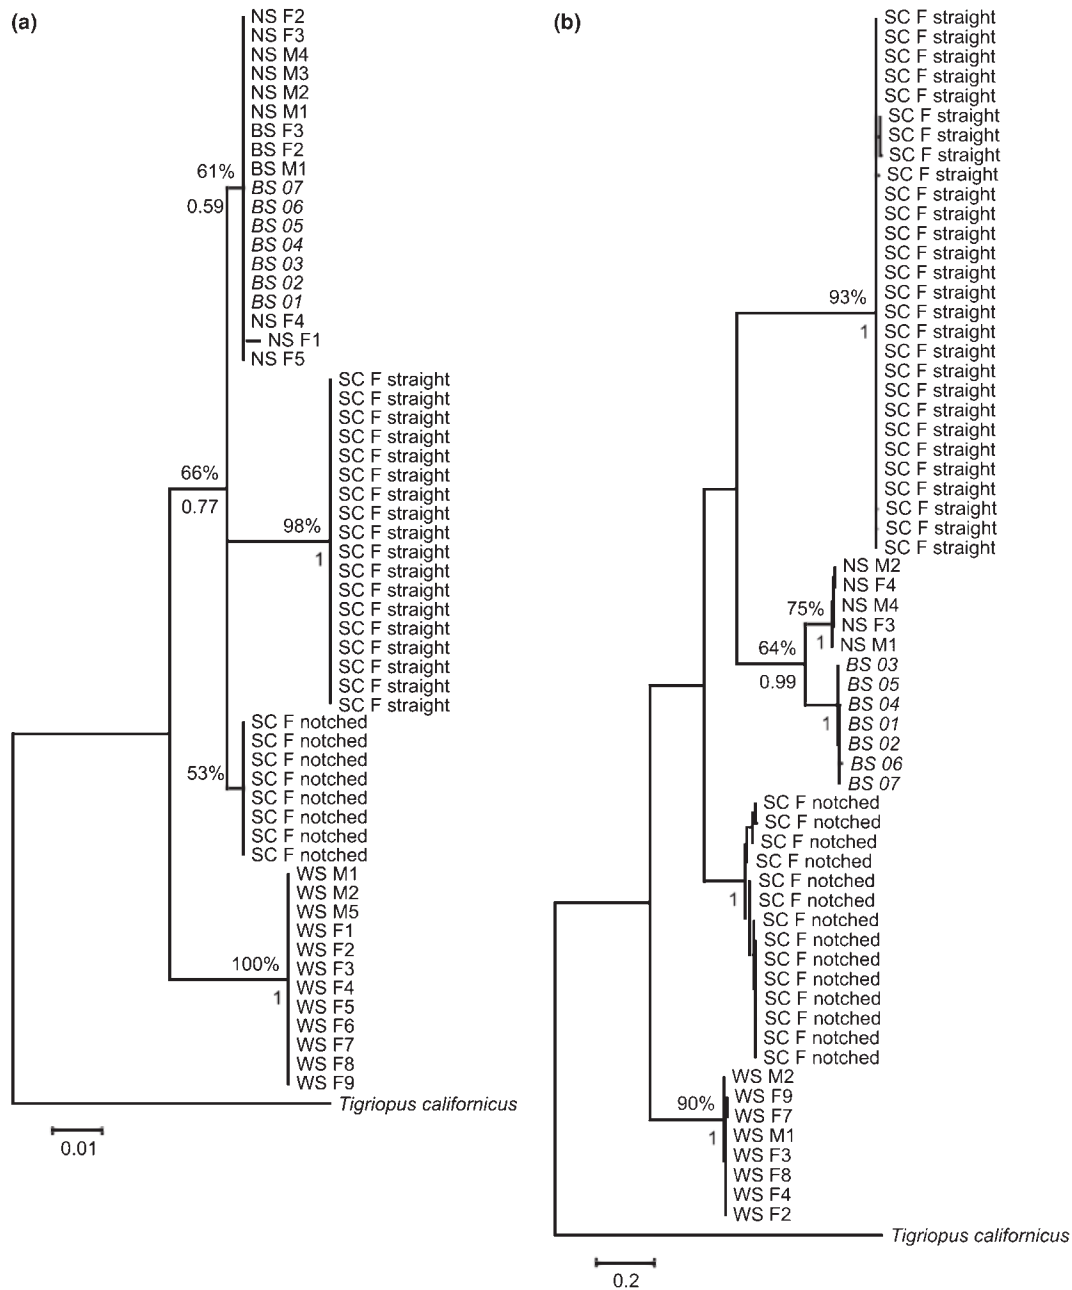 (a)
NS F2
NS F3
NS M4
NS M3
NS M2
NS M1
BS F3
BS F2
BS M1
61%
BS 07
0.59
BS 06
BS 05
BS 04
BS 03
BS 02
BS 01
NS F4
NS F1
NS F5
SC F straight
SC F straight
SC F straight
SC F straight
SC F straight
66%
SC F straight
0.77
SC F straight
SC F straight
98%
SC F straight
1
SC F straight
SC F straight
SC F straight
SC F straight
SC F straight
SC F straight
SC F straight
SC F straight
SC F straight
SC F notched
SC F notched
SC F notched
53%
SC F notched
SC F notched
SC F notched
SC F notched
SC F notched
WS M1
WS M2
WS M5
WS F1
WS F2
100%
WS F3
1
WS F4
WS F5
WS F6
WS F7
WS F8
WS F9
Tigriopus californicus
0.01
(b)
SC F straight
SC F straight
SC F straight
SC F straight
SC F straight
SC F straight
SC F straight
SC F straight
SC F straight
SC F straight
SC F straight
SC F straight
SC F straight
SC F straight
93%
SC F straight
SC F straight
1
SC F straight
SC F straight
SC F straight
SC F straight
SC F straight
SC F straight
SC F straight
SC F straight
SC F straight
SC F straight
SC F straight
SC F straight
NS M2
NS F4
75%
NS M4
NS F3
1
NS M1
64%
BS 03
0.99
BS 05
BS 04
1
BS 01
BS 02
BS 06
BS 07
SC F notched
SC F notched
SC F notched
SC F notched
SC F notched
1
SC F notched
SC F notched
SC F notched
SC F notched
SC F notched
SC F notched
SC F notched
SC F notched
SC F notched
WS M2
WS F9
90%
WS F7
1
WS M1
WS F3
WS F8
WS F4
WS F2
Tigriopus californicus
0.2